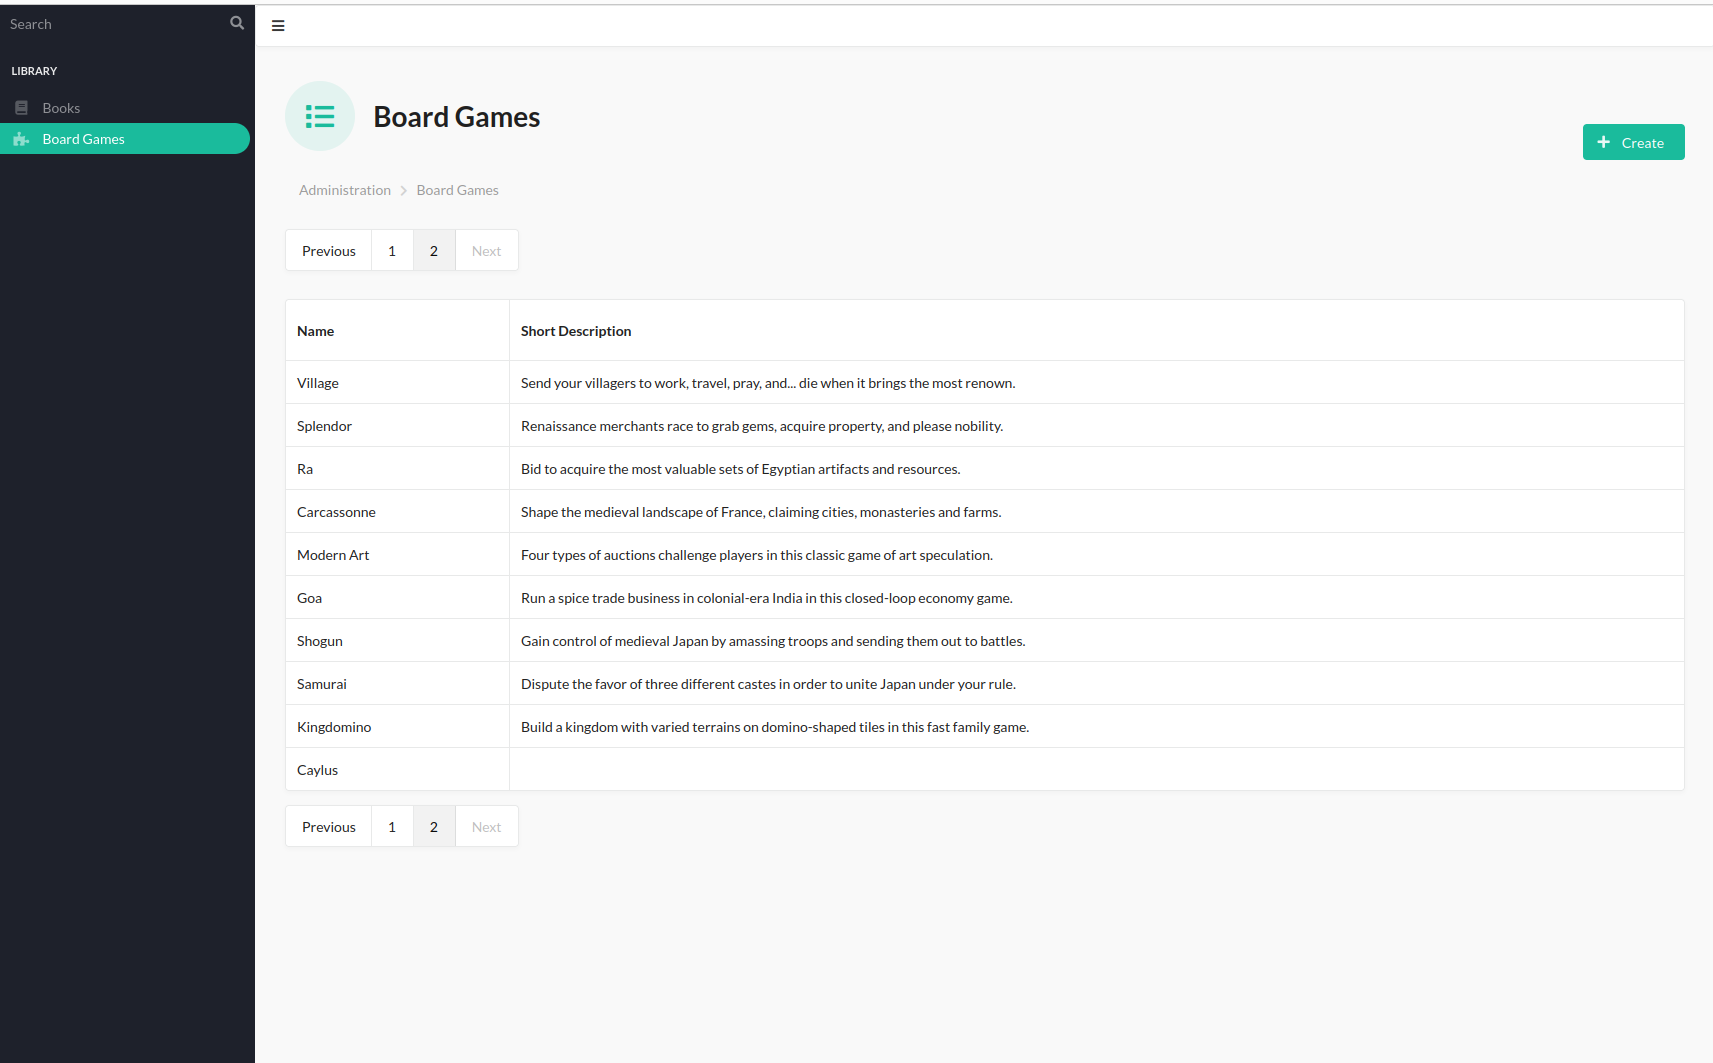 Search
LIBRARY
Books
Board Games
Board Games
Create
Administration Board Games
Previous 1 2 Next
Name Short Description
Village Send your villagers to work, travel, pray, and... die when it brings the most renown.
Splendor Renaissance merchants race to grab gems, acquire property, and please nobility.
Ra Bid to acquire the most valuable sets of Egyptian artifacts and resources.
Carcassonne Shape the medieval landscape of France, claiming cities, monasteries and farms.
Modern Art Four types of auctions challenge players in this classic game of art speculation.
Goa Run a spice trade business in colonial-era India in this closed-loop economy game.
Shogun Gain control of medieval Japan by amassing troops and sending them out to battles.
Samurai Dispute the favor of three different castes in order to unite Japan under your rule.
Kingdomino Build a kingdom with varied terrains on domino-shaped tiles in this fast family game.
Caylus
Previous 1 2 Next